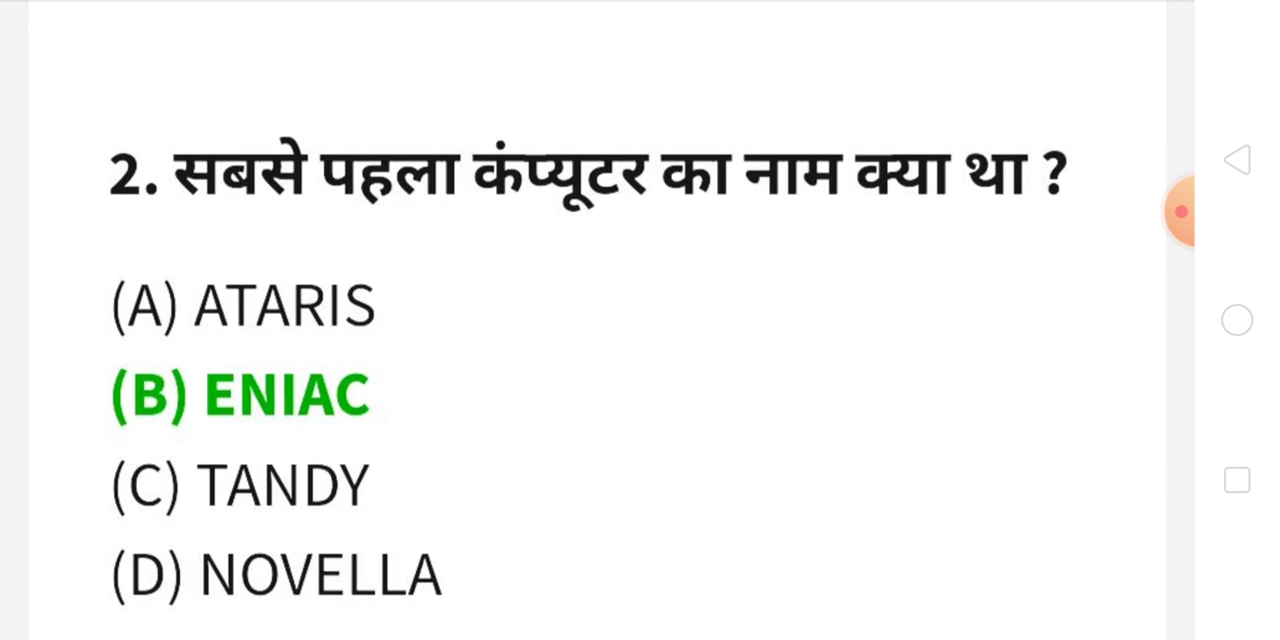 2. सबसे पहला कंप्यूटर का नाम क्या था ?
(A) ATARIS
(B) ENIAC
(C) TANDY
(D) NOVELLA